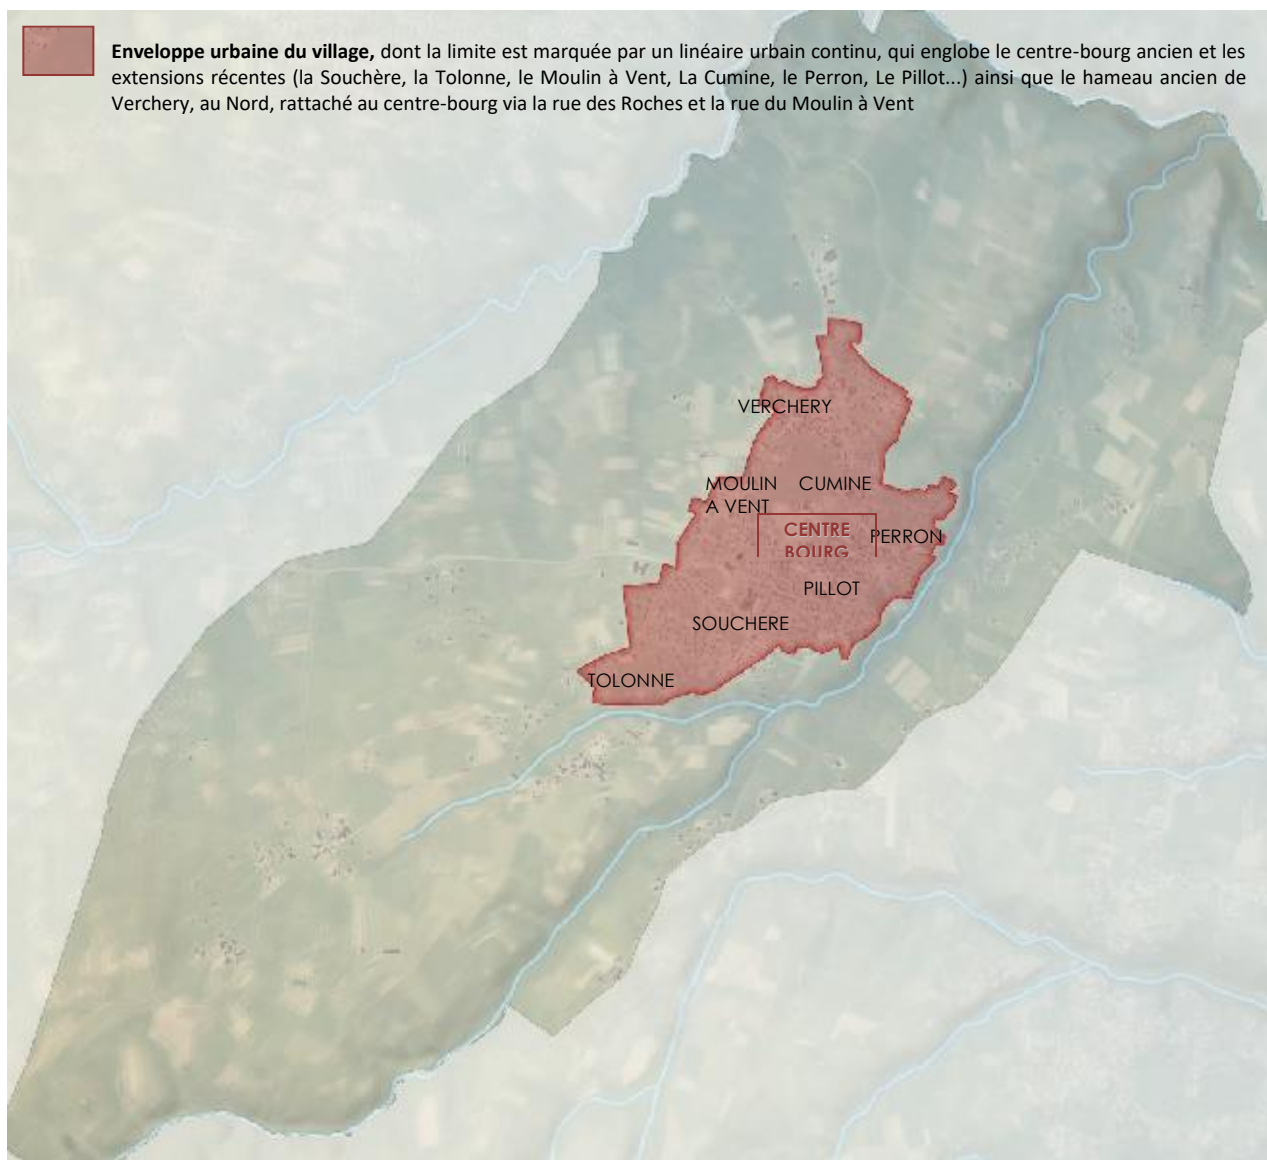 Enveloppe urbaine du village, dont la limite est marquée par un linéaire urbain continu, qui englobe le centre-bourg ancien et les
extensions récentes (la Souchère, la Tolonne, le Moulin à Vent, La Cumine, le Perron, Le Pillot...) ainsi que le hameau ancien de
Verchery, au Nord, rattaché au centre-bourg via la rue des Roches et la rue du Moulin à Vent
VERCHERY
MOULIN
A VENT
CUMINE
CENTRE
BOURG
PERRON
PILLOT
SOUCHERE
TOLONNE